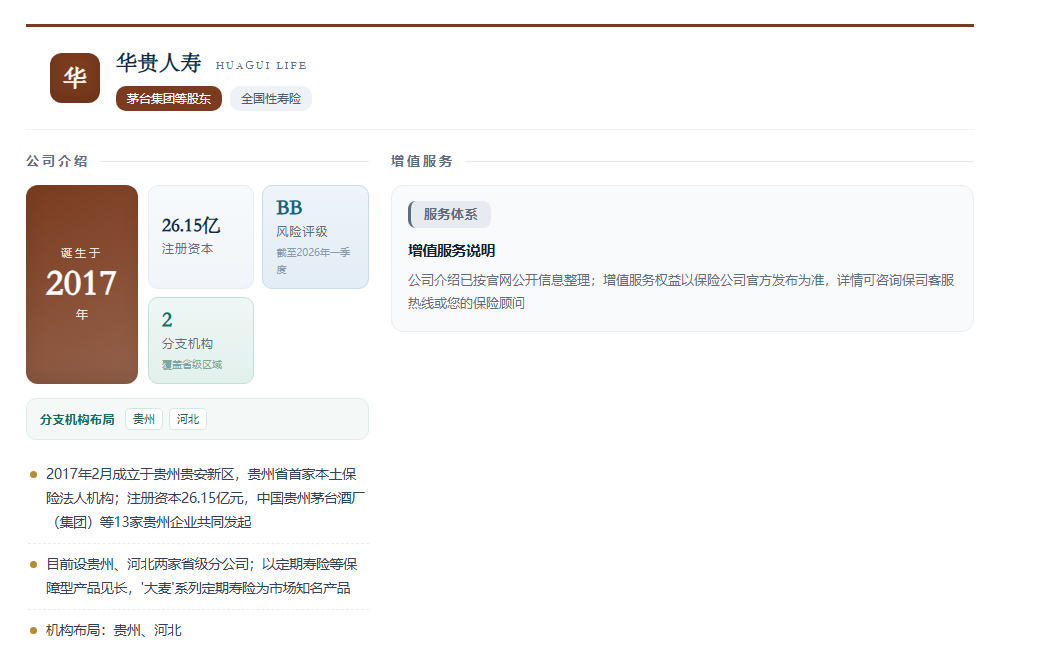 华
华贵人寿 HUAGUI LIFE
茅台集团等股东 全国性寿险
公司介绍
诞生于
2017
年
26.15亿
注册资本
BB
风险评级
截至2026年一季
度
2
分支机构
覆盖省级区域
分支机构布局 贵州 河北
2017年2月成立于贵州贵安新区，贵州省首家本土保
险法人机构；注册资本26.15亿元，中国贵州茅台酒厂
（集团）等13家贵州企业共同发起
目前设贵州、河北两家省级分公司；以定期寿险等保
障型产品见长，'大麦'系列定期寿险为市场知名产品
机构布局：贵州、河北
增值服务
服务体系
增值服务说明
公司介绍已按官网公开信息整理；增值服务权益以保险公司官方发布为准，详情可咨询保司客服
热线或您的保险顾问